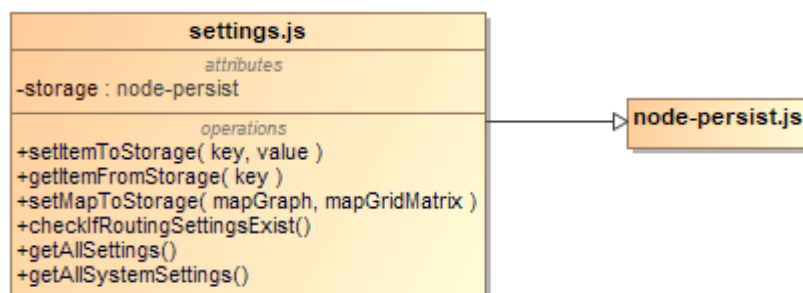 settings.js
attributes
-storage : node-persist
operations
+setItemToStorage( key, value )
+getItemFromStorage( key )
+setMapToStorage( mapGraph, mapGridMatrix )
+checkIfRoutingSettingsExist()
+getAllSettings()
+getAllSystemSettings()
node-persist.js